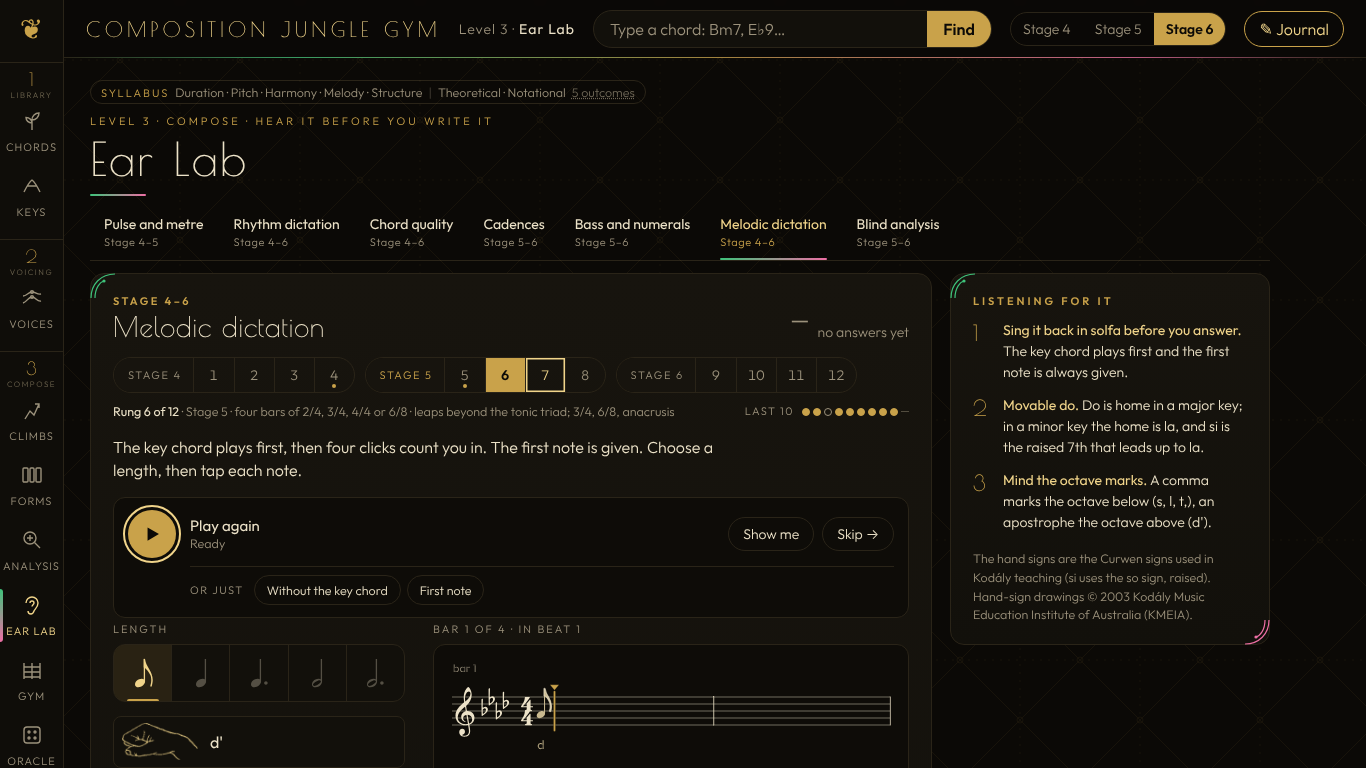 COMPOSITION JUNGLE GYM
Level 3 · Ear Lab
Type a chord: Bm7, E♭9…
Find
Stage 4 Stage 5 Stage 6
✎ Journal
1
LIBRARY
CHORDS
KEYS
2
VOICING
VOICES
3
COMPOSE
CLIMBS
FORMS
ANALYSIS
EAR LAB
GYM
ORACLE
SYLLABUS Duration · Pitch · Harmony · Melody · Structure | Theoretical · Notational 5 outcomes
LEVEL 3 · COMPOSE · HEAR IT BEFORE YOU WRITE IT
Ear Lab
Pulse and metre
Stage 4–5
Rhythm dictation
Stage 4–6
Chord quality
Stage 4–6
Cadences
Stage 5–6
Bass and numerals
Stage 5–6
Melodic dictation
Stage 4–6
Blind analysis
Stage 5–6
STAGE 4–6
Melodic dictation
— no answers yet
STAGE 4 1 2 3 4
STAGE 5 5 6 7 8
STAGE 6 9 10 11 12
Rung 6 of 12 · Stage 5 · four bars of 2/4, 3/4, 4/4 or 6/8 · leaps beyond the tonic triad; 3/4, 6/8, anacrusis
LAST 10
The key chord plays first, then four clicks count you in. The first note is given. Choose a
length, then tap each note.
Play again
Ready
Show me
Skip →
OR JUST
Without the key chord
First note
LENGTH
d'
BAR 1 OF 4 · IN BEAT 1
bar 1
4
4
d
LISTENING FOR IT
1 Sing it back in solfa before you answer.
The key chord plays first and the first
note is always given.
2 Movable do. Do is home in a major key;
in a minor key the home is la, and si is
the raised 7th that leads up to la.
3 Mind the octave marks. A comma
marks the octave below (s, l, t,), an
apostrophe the octave above (d').
The hand signs are the Curwen signs used in
Kodály teaching (si uses the so sign, raised).
Hand-sign drawings © 2003 Kodály Music
Education Institute of Australia (KMEIA).